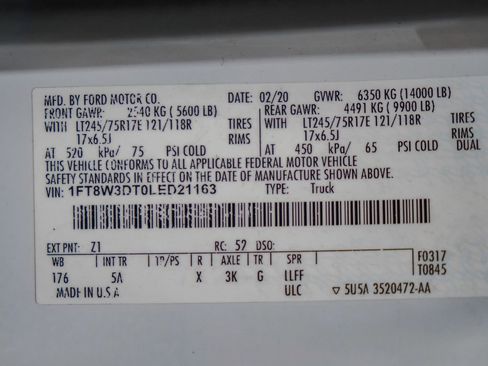 MFD. BY FORD MOTOR CO. DATE: 02/20 GVWR: 6350 KG (14000 LB)
FRONT GAWR: 2540 KG ( 5600 LB) REAR GAWR: 4491 KG ( 9900 LB)
WITH LT245/75R17E 121/118R TIRES WITH LT245/75R17E 121/118R TIRES
17x6.5J RIMS 17x6.5J RIMS
AT 520 kPa/ 75 PSI COLD AT 450 kPa/ 65 PSI COLD DUAL
THIS VEHICLE CONFORMS TO ALL APPLICABLE FEDERAL MOTOR VEHICLE
SAFETY STANDARDS IN EFFECT ON THE DATE OF MANUFACTURE SHOWN ABOVE.
VIN: 1FT8W3DT0LED21163 TYPE: Truck
EXT PNT: Z1 RC: 52 DSO: F0317
WB INT TR TP/PS R AXLE TR SPR T0845
176 5A X 3K G ILFF
MADE IN U.S.A ULC 5U5A 3520472-AA